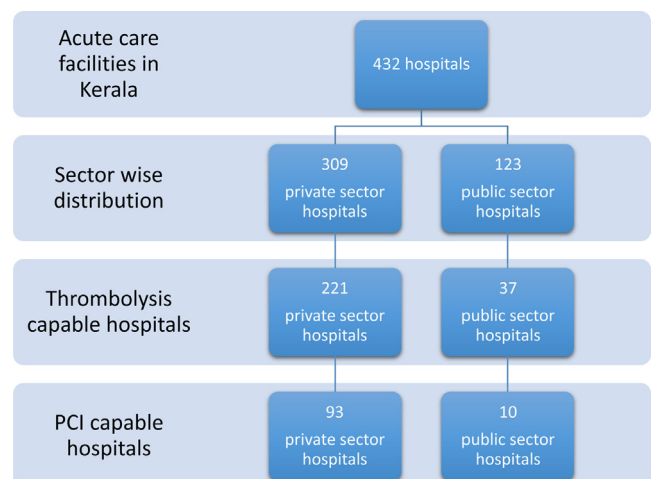 Acute care
facilities in
Kerala
432 hospitals
Sector wise
distribution
309
private sector
hospitals
123
public sector
hospitals
Thrombolysis
capable hospitals
221
private sector
hospitals
37
public sector
hospitals
PCI capable
hospitals
93
private sector
hospitals
10
public sector
hospitals